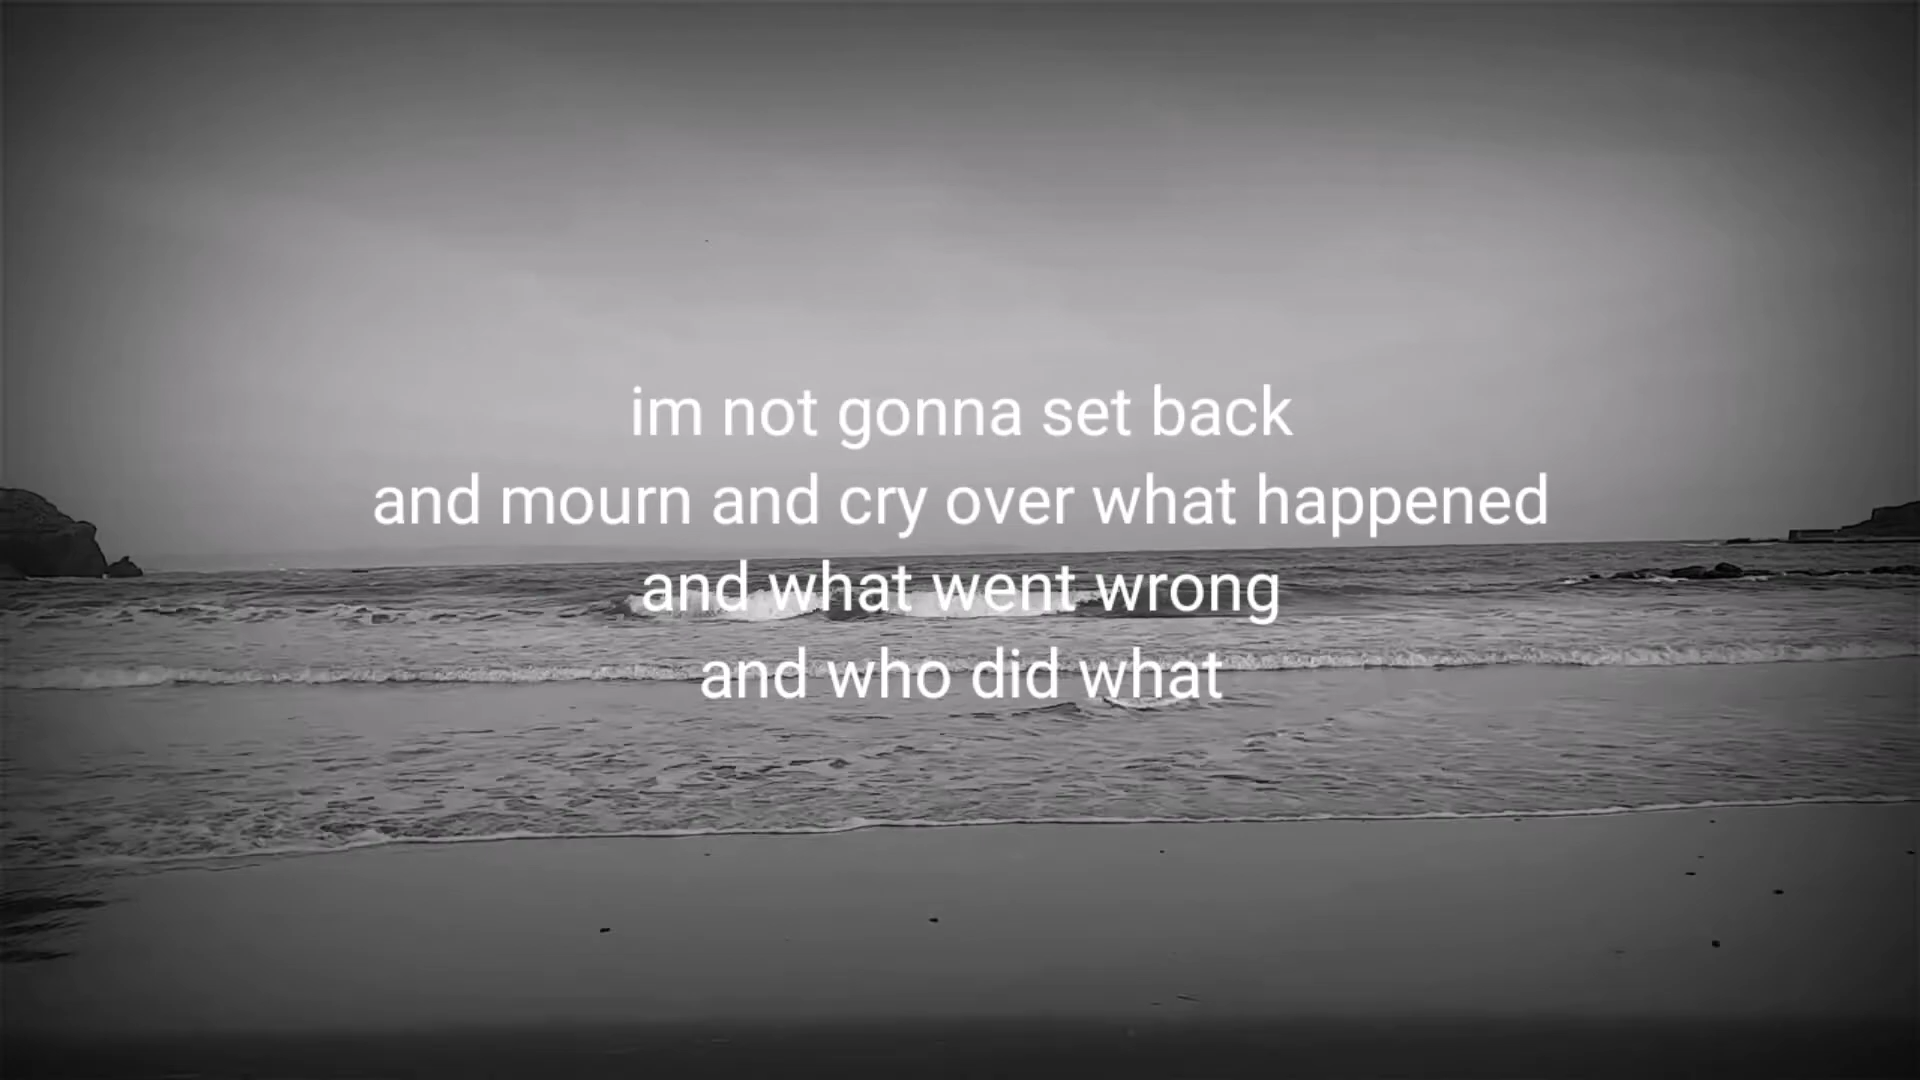 im not gonna set back
and mourn and cry over what happened
and what went wrong
and who did what